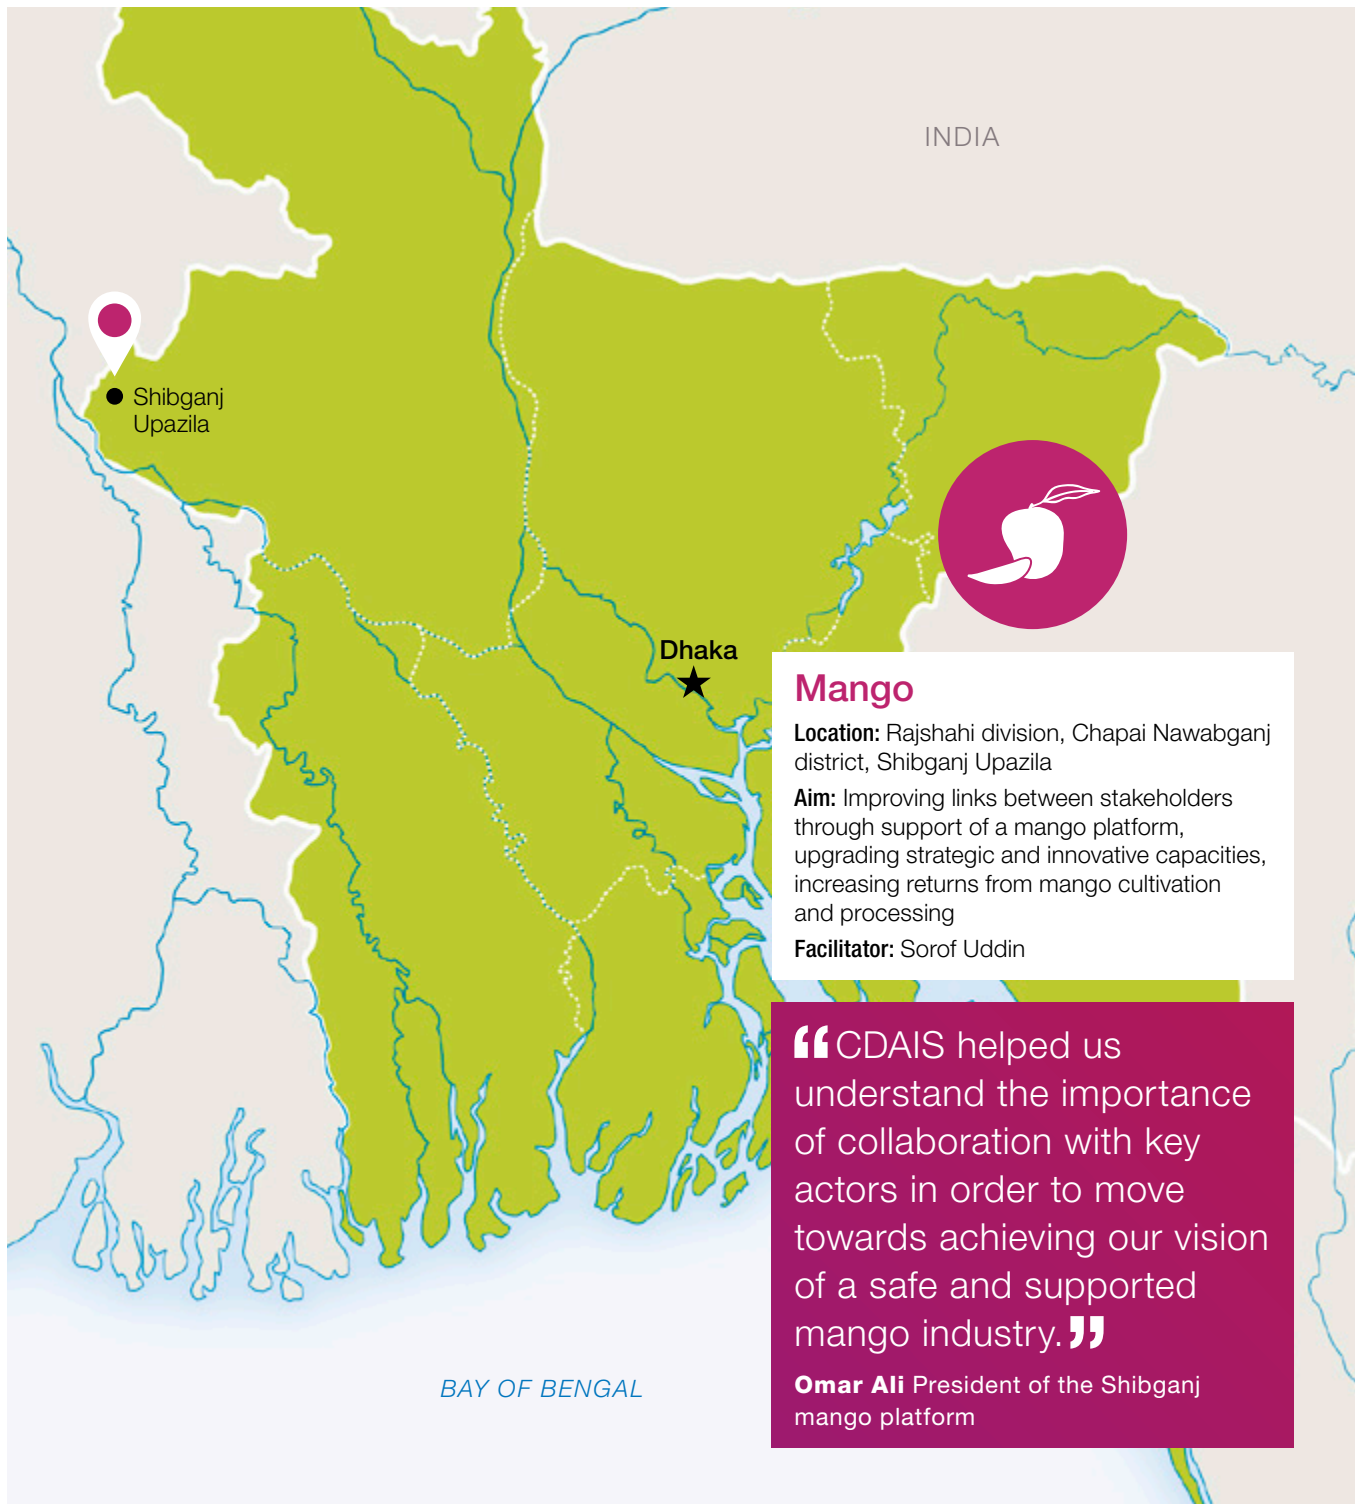 INDIA
Shibganj
Upazila
Dhaka
Mango
Location: Rajshahi division, Chapai Nawabganj
district, Shibganj Upazila
Aim: Improving links between stakeholders
through support of a mango platform,
upgrading strategic and innovative capacities,
increasing returns from mango cultivation
and processing
Facilitator: Sorof Uddin
“CDAIS helped us
understand the importance
of collaboration with key
actors in order to move
towards achieving our vision
of a safe and supported
mango industry.”
Omar Ali President of the Shibganj
mango platform
BAY OF BENGAL